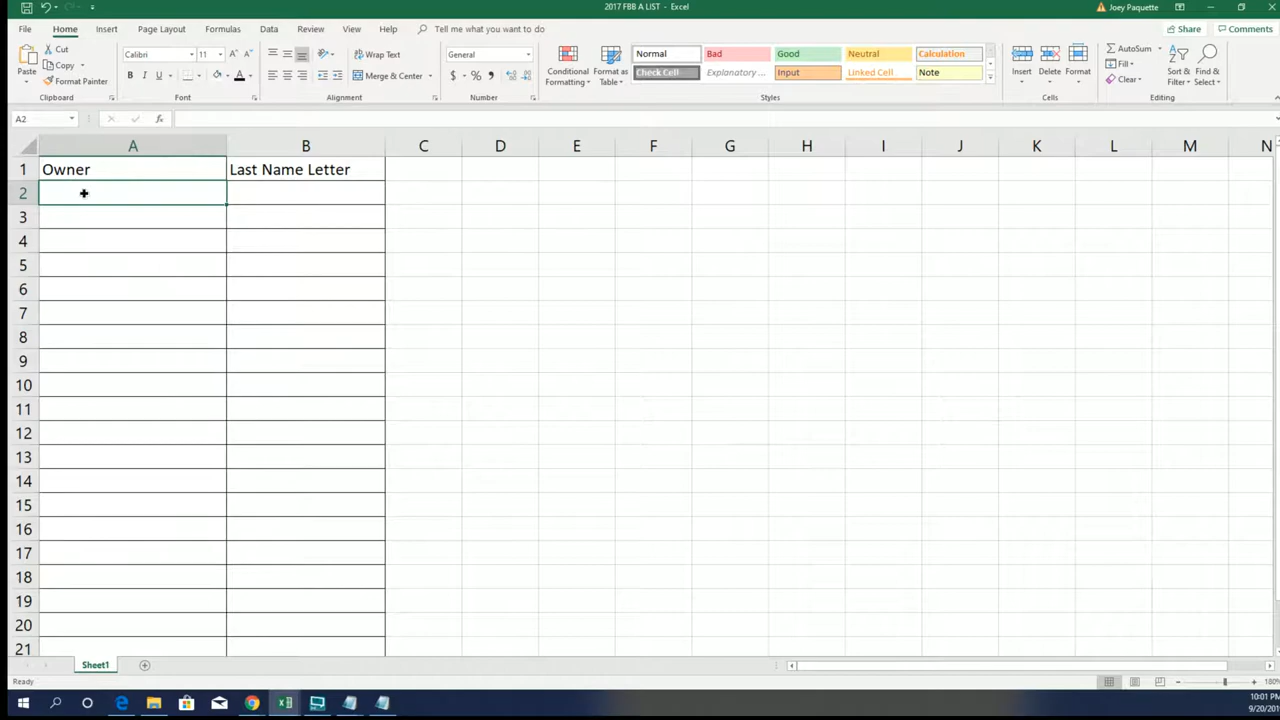 2017 FBB A LIST - Excel
Joey Paquette
File Home Insert Page Layout Formulas Data Review View Help Tell me what you want to do
Share Comments
Paste
Cut
Copy
Format Painter
Clipboard
Calibri 11
B I U
Font
Wrap Text
Merge & Center
Alignment
General
$ % ,
Number
Conditional Formatting
Format as Table
Normal Bad Good Neutral Calculation
Check Cell Explanatory ... Input Linked Cell Note
Styles
Insert Delete Format
Cells
AutoSum
Fill
Clear
Sort & Filter
Find & Select
Editing
A2 fx
A B C D E F G H I J K L M N
1 Owner Last Name Letter
2
3
4
5
6
7
8
9
10
11
12
13
14
15
16
17
18
19
20
21
Sheet1
Ready
180%
10:01 PM